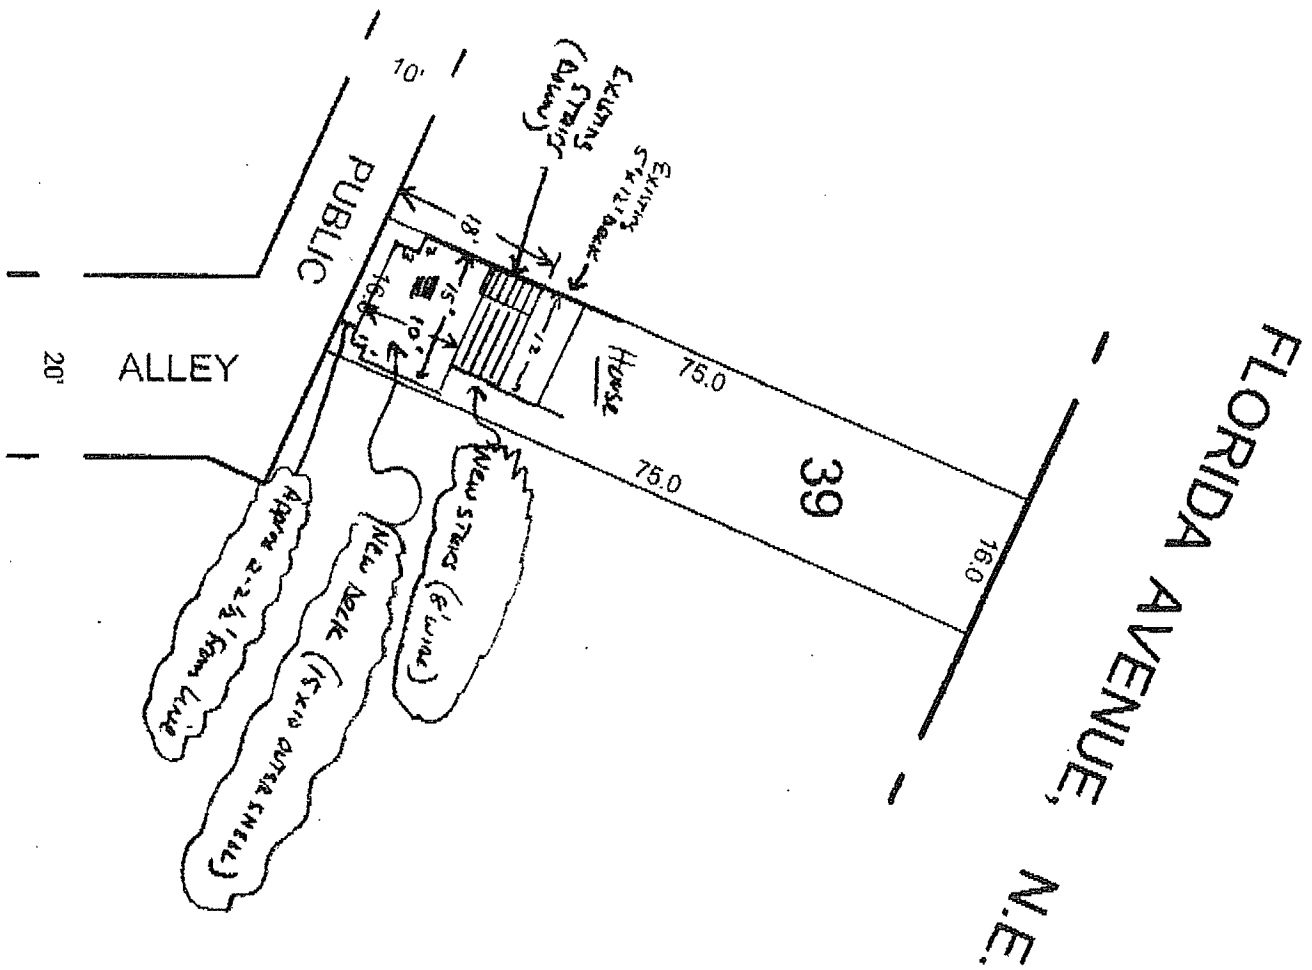 FLORIDA AVENUE, N.E.
16.0
39
75.0
75.0
House
Existing
5'x12' Deck
Existing
Stairs
(Down)
12
18'
15'
10'
16.0
New Stairs (8' wide)
New Deck (15x10 outer shell)
Approx 2-2½' from line
PUBLIC
ALLEY
10'
20'